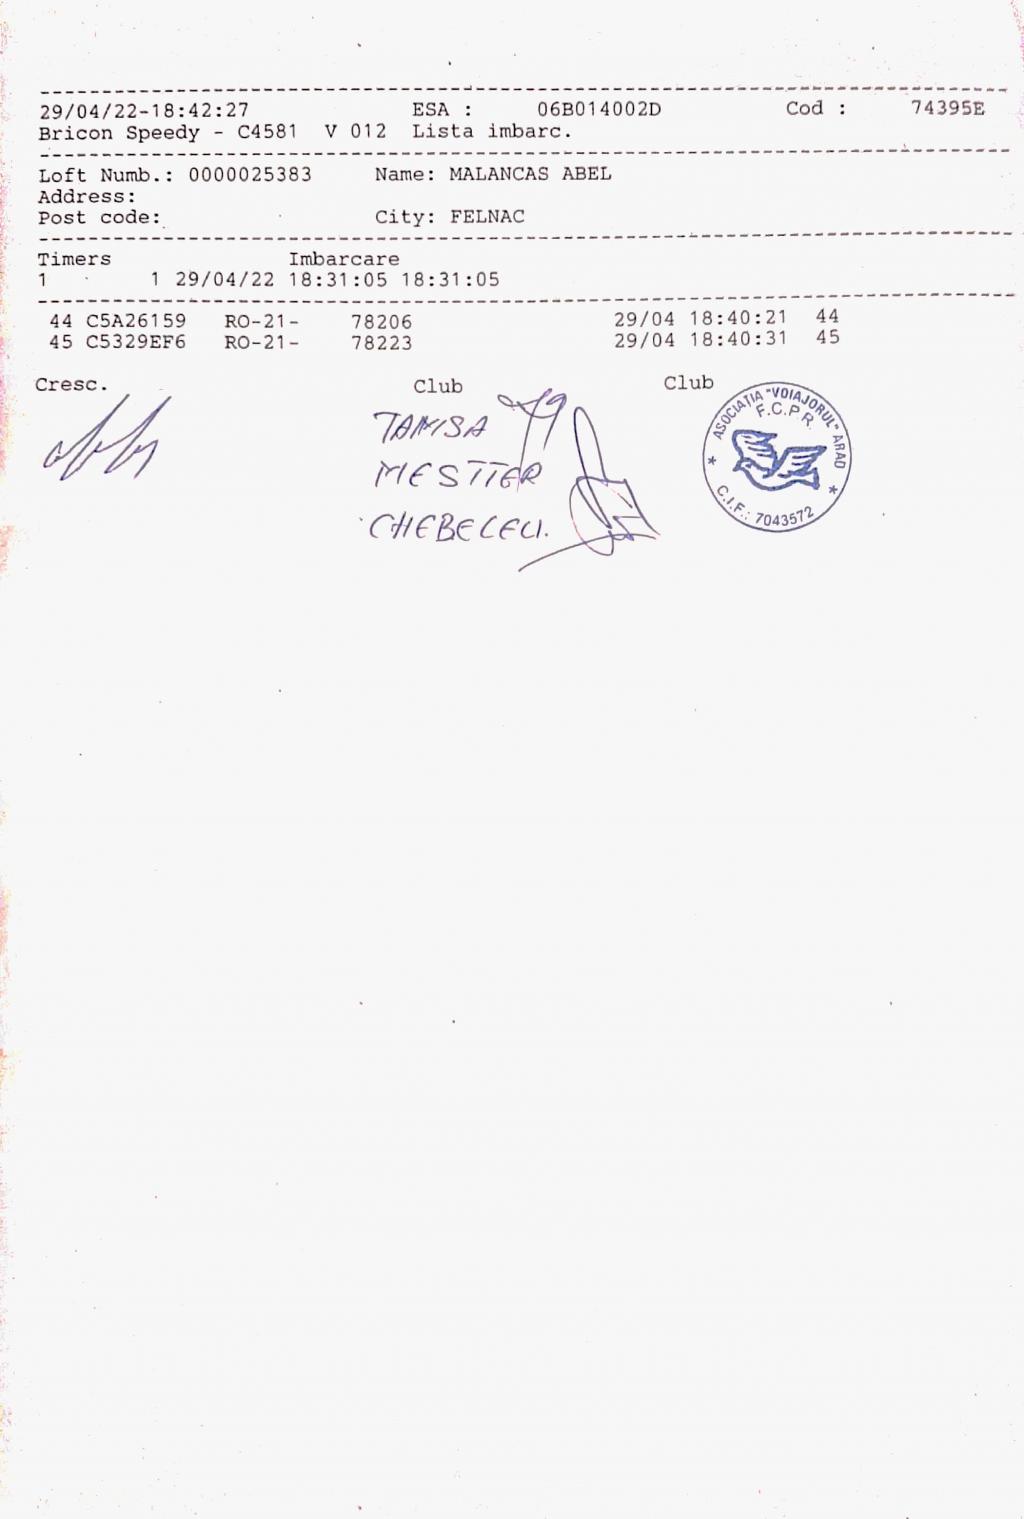 29/04/22-18:42:27 ESA : 06B014002D Cod : 74395E
Bricon Speedy - C4581 V 012 Lista imbarc.
Loft Numb.: 0000025383 Name: MALANCAS ABEL
Address:
Post code: City: FELNAC
Timers Imbarcare
1 1 29/04/22 18:31:05 18:31:05
44 C5A26159 RO-21- 78206 29/04 18:40:21 44
45 C5329EF6 RO-21- 78223 29/04 18:40:31 45
Cresc. Club Club
TAMISA
MESTTER
CHEBELEU.
ASOCIAȚIA "VOIAJORUL" ARAD
F.C.P.R.
C.I.F.: 7043572